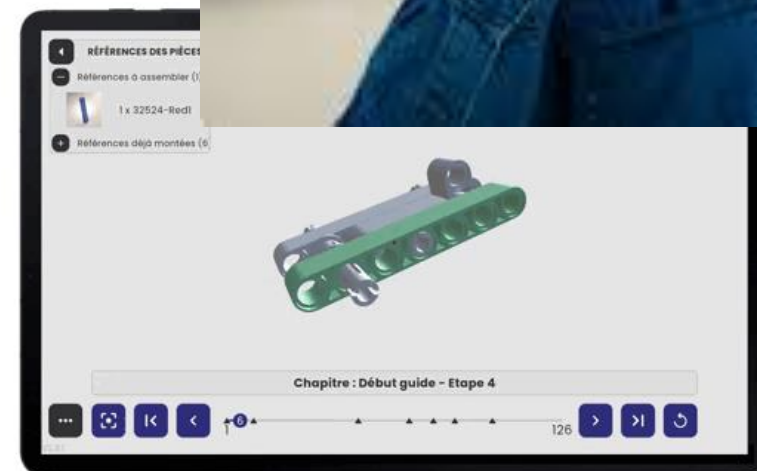 RÉFÉRENCES DES PIÈCES
Références à assembler (1)
1 x 32524-Red1
Références déjà montées (6
Chapitre : Début guide - Etape 4
6
1
126